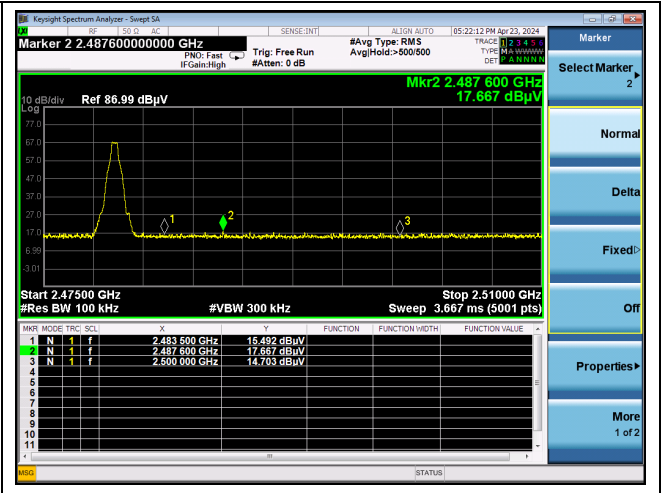 Keysight Spectrum Analyzer - Swept SA
LXI RF 50 Ω AC SENSE:INT ALIGN AUTO 05:22:12 PM Apr 23, 2024
Marker 2 2.487600000000 GHz
PNO: Fast
IFGain:High
Trig: Free Run
#Atten: 0 dB
#Avg Type: RMS
Avg|Hold:>500/500
TRACE 1 2 3 4 5 6
TYPE M A W W W W
DET P A N N N N
Mkr2 2.487 600 GHz
17.667 dBµV
10 dB/div Ref 86.99 dBµV
Log
77.0
67.0
57.0
47.0
37.0
27.0
17.0
6.99
-3.01
1
2
3
Start 2.47500 GHz Stop 2.51000 GHz
#Res BW 100 kHz #VBW 300 kHz Sweep 3.667 ms (5001 pts)
MKR MODE TRC SCL X Y FUNCTION FUNCTION WIDTH FUNCTION VALUE
1 N 1 f 2.483 500 GHz 15.492 dBµV
2 N 1 f 2.487 600 GHz 17.667 dBµV
3 N 1 f 2.500 000 GHz 14.703 dBµV
4
5
6
7
8
9
10
11
MSG STATUS
Marker
Select Marker
2
Normal
Delta
Fixed
Off
Properties
More
1 of 2